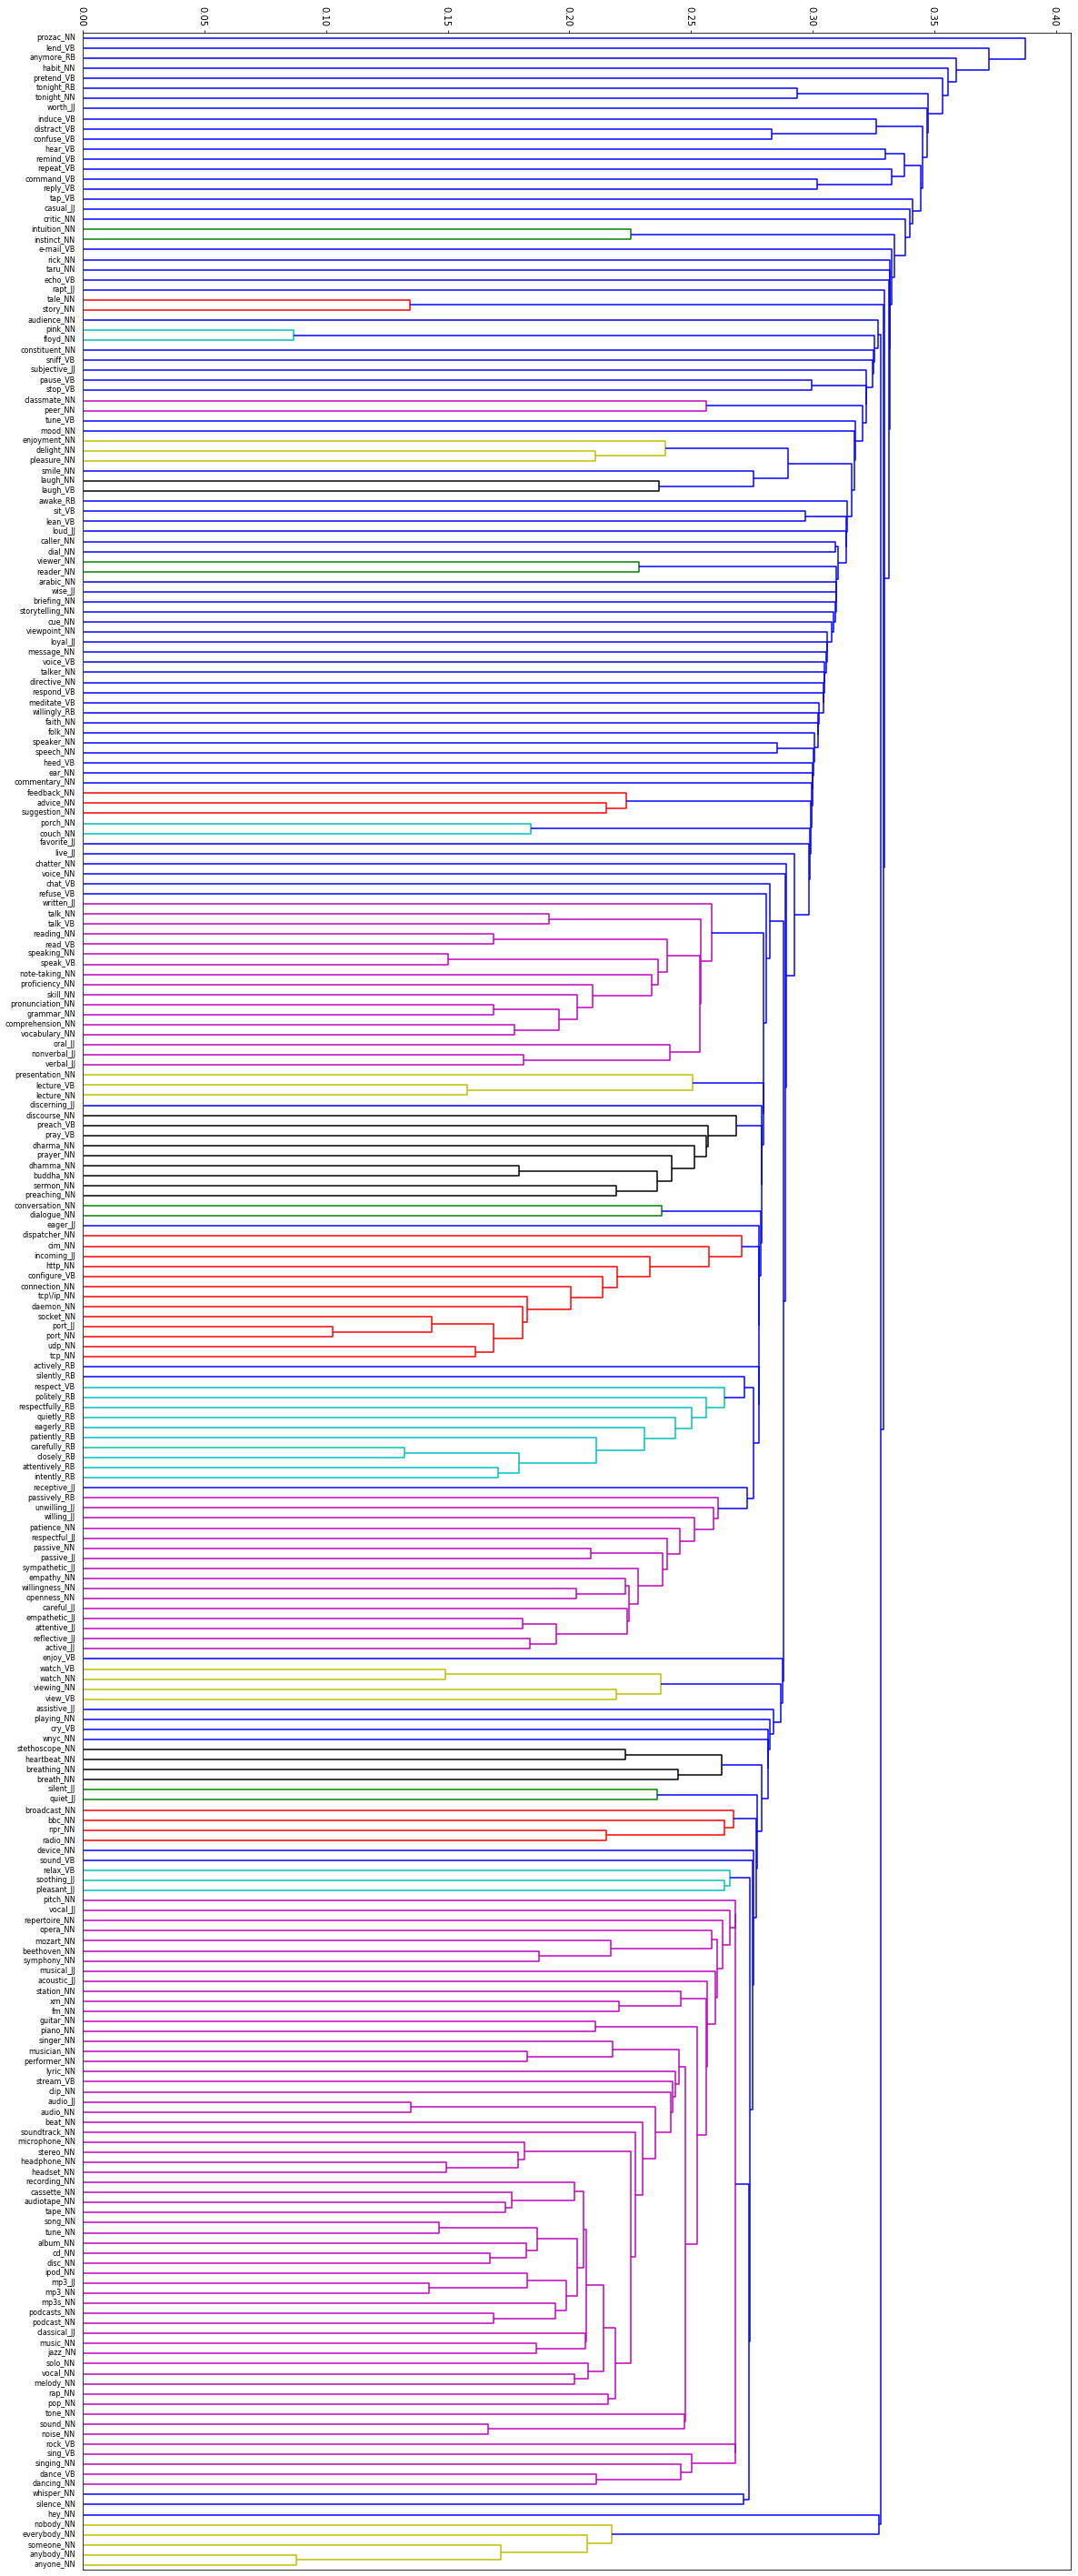 0.00 0.05 0.10 0.15 0.20 0.25 0.30 0.35 0.40
prozac_NN
lend_VB
anymore_RB
habit_NN
pretend_VB
tonight_RB
tonight_NN
worth_JJ
induce_VB
distract_VB
confuse_VB
hear_VB
remind_VB
repeat_VB
command_VB
reply_VB
tap_VB
casual_JJ
critic_NN
intuition_NN
instinct_NN
e-mail_VB
rick_NN
taru_NN
echo_VB
rapt_JJ
tale_NN
story_NN
audience_NN
pink_NN
floyd_NN
constituent_NN
sniff_VB
subjective_JJ
pause_VB
stop_VB
classmate_NN
peer_NN
tune_VB
mood_NN
enjoyment_NN
delight_NN
pleasure_NN
smile_NN
laugh_NN
laugh_VB
awake_RB
sit_VB
lean_VB
loud_JJ
caller_NN
dial_NN
viewer_NN
reader_NN
arabic_NN
wise_JJ
briefing_NN
storytelling_NN
cue_NN
viewpoint_NN
loyal_JJ
message_NN
voice_VB
talker_NN
directive_NN
respond_VB
meditate_VB
willingly_RB
faith_NN
folk_NN
speaker_NN
speech_NN
heed_VB
ear_NN
commentary_NN
feedback_NN
advice_NN
suggestion_NN
porch_NN
couch_NN
favorite_JJ
live_JJ
chatter_NN
voice_NN
chat_VB
refuse_VB
written_JJ
talk_NN
talk_VB
reading_NN
read_VB
speaking_NN
speak_VB
note-taking_NN
proficiency_NN
skill_NN
pronunciation_NN
grammar_NN
comprehension_NN
vocabulary_NN
oral_JJ
nonverbal_JJ
verbal_JJ
presentation_NN
lecture_VB
lecture_NN
discerning_JJ
discourse_NN
preach_VB
pray_VB
dharma_NN
prayer_NN
dhamma_NN
buddha_NN
sermon_NN
preaching_NN
conversation_NN
dialogue_NN
eager_JJ
dispatcher_NN
cim_NN
incoming_JJ
http_NN
configure_VB
connection_NN
tcp\/ip_NN
daemon_NN
socket_NN
port_JJ
port_NN
udp_NN
tcp_NN
actively_RB
silently_RB
respect_VB
politely_RB
respectfully_RB
quietly_RB
eagerly_RB
patiently_RB
carefully_RB
closely_RB
attentively_RB
intently_RB
receptive_JJ
passively_RB
unwilling_JJ
willing_JJ
patience_NN
respectful_JJ
passive_NN
passive_JJ
sympathetic_JJ
empathy_NN
willingness_NN
openness_NN
careful_JJ
empathetic_JJ
attentive_JJ
reflective_JJ
active_JJ
enjoy_VB
watch_VB
watch_NN
viewing_NN
view_VB
assistive_JJ
playing_NN
cry_VB
wnyc_NN
stethoscope_NN
heartbeat_NN
breathing_NN
breath_NN
silent_JJ
quiet_JJ
broadcast_NN
bbc_NN
npr_NN
radio_NN
device_NN
sound_VB
relax_VB
soothing_JJ
pleasant_JJ
pitch_NN
vocal_JJ
repertoire_NN
opera_NN
mozart_NN
beethoven_NN
symphony_NN
musical_JJ
acoustic_JJ
station_NN
xm_NN
fm_NN
guitar_NN
piano_NN
singer_NN
musician_NN
performer_NN
lyric_NN
stream_VB
clip_NN
audio_JJ
audio_NN
beat_NN
soundtrack_NN
microphone_NN
stereo_NN
headphone_NN
headset_NN
recording_NN
cassette_NN
audiotape_NN
tape_NN
song_NN
tune_NN
album_NN
cd_NN
disc_NN
ipod_NN
mp3_JJ
mp3_NN
mp3s_NN
podcasts_NN
podcast_NN
classical_JJ
music_NN
jazz_NN
solo_NN
vocal_NN
melody_NN
rap_NN
pop_NN
tone_NN
sound_NN
noise_NN
rock_VB
sing_VB
singing_NN
dance_VB
dancing_NN
whisper_NN
silence_NN
hey_NN
nobody_NN
everybody_NN
someone_NN
anybody_NN
anyone_NN